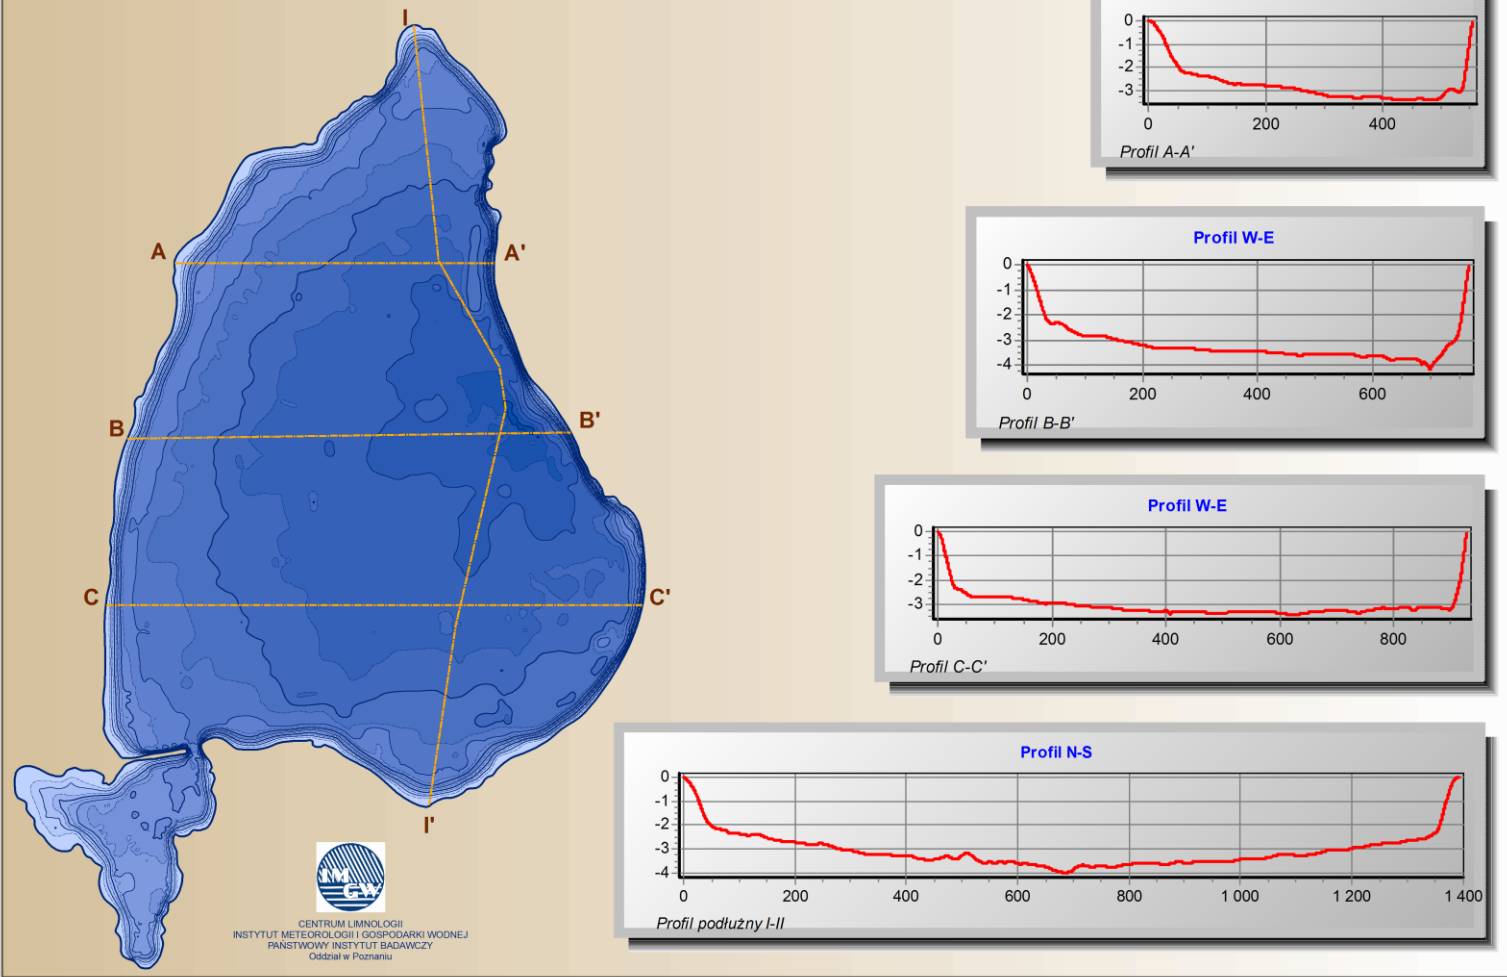 I
A
A'
B
B'
C
C'
I'
IM
GW
CENTRUM LIMNOLOGII
INSTYTUT METEOROLOGII I GOSPODARKI WODNEJ
PAŃSTWOWY INSTYTUT BADAWCZY
Oddział w Poznaniu
0
-1
-2
-3
0 200 400
Profil A-A'
Profil W-E
0
-1
-2
-3
-4
0 200 400 600
Profil B-B'
Profil W-E
0
-1
-2
-3
0 200 400 600 800
Profil C-C'
Profil N-S
0
-1
-2
-3
-4
0 200 400 600 800 1 000 1 200 1 400
Profil podłużny I-II